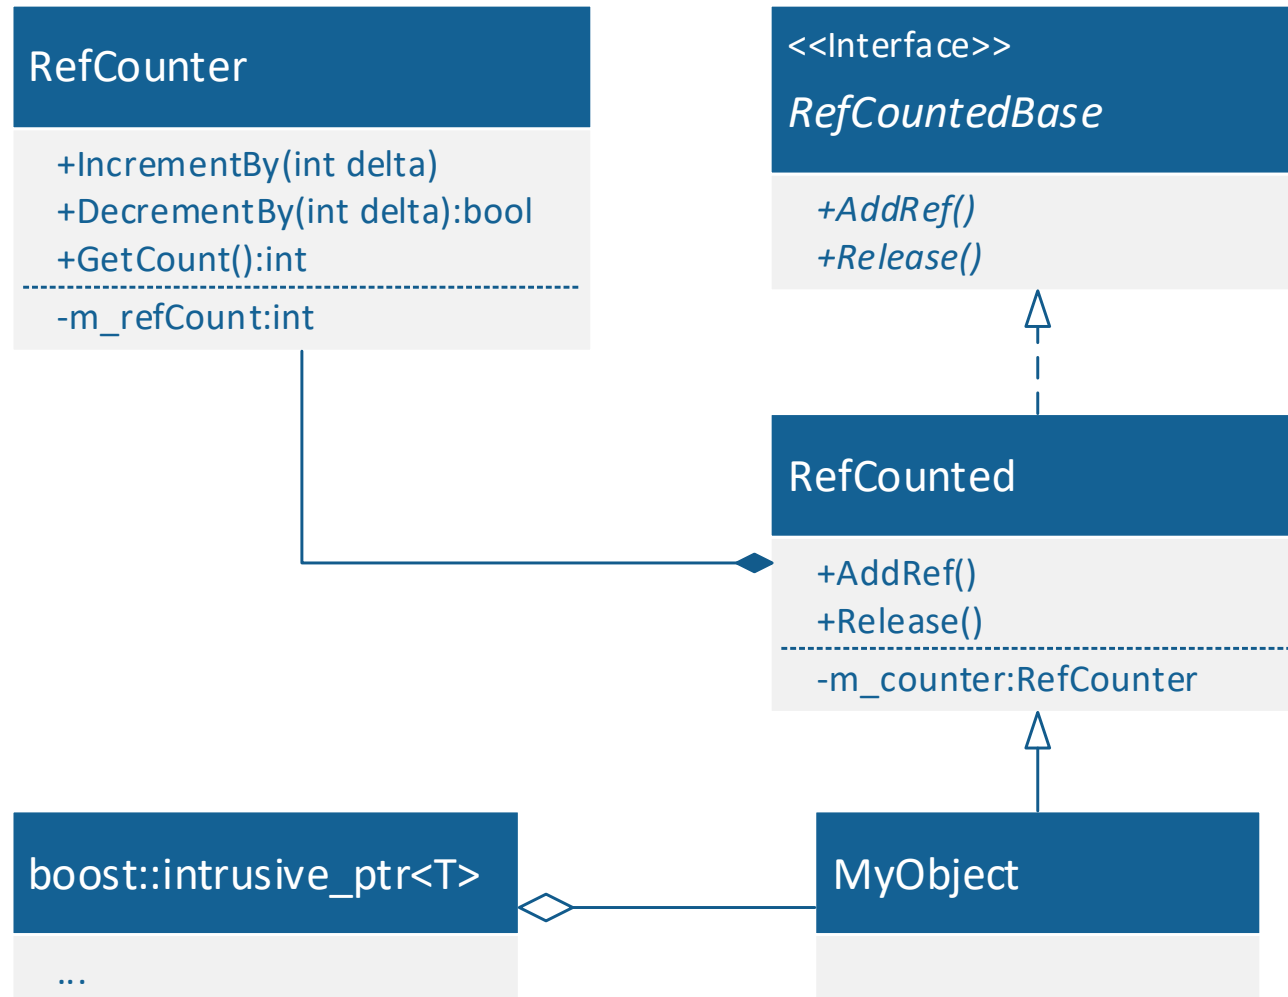 RefCounter
+IncrementBy(int delta)
+DecrementBy(int delta):bool
+GetCount():int
-m_refCount:int
<<Interface>>
RefCountedBase
+AddRef()
+Release()
RefCounted
+AddRef()
+Release()
-m_counter:RefCounter
boost::intrusive_ptr<T>
...
MyObject